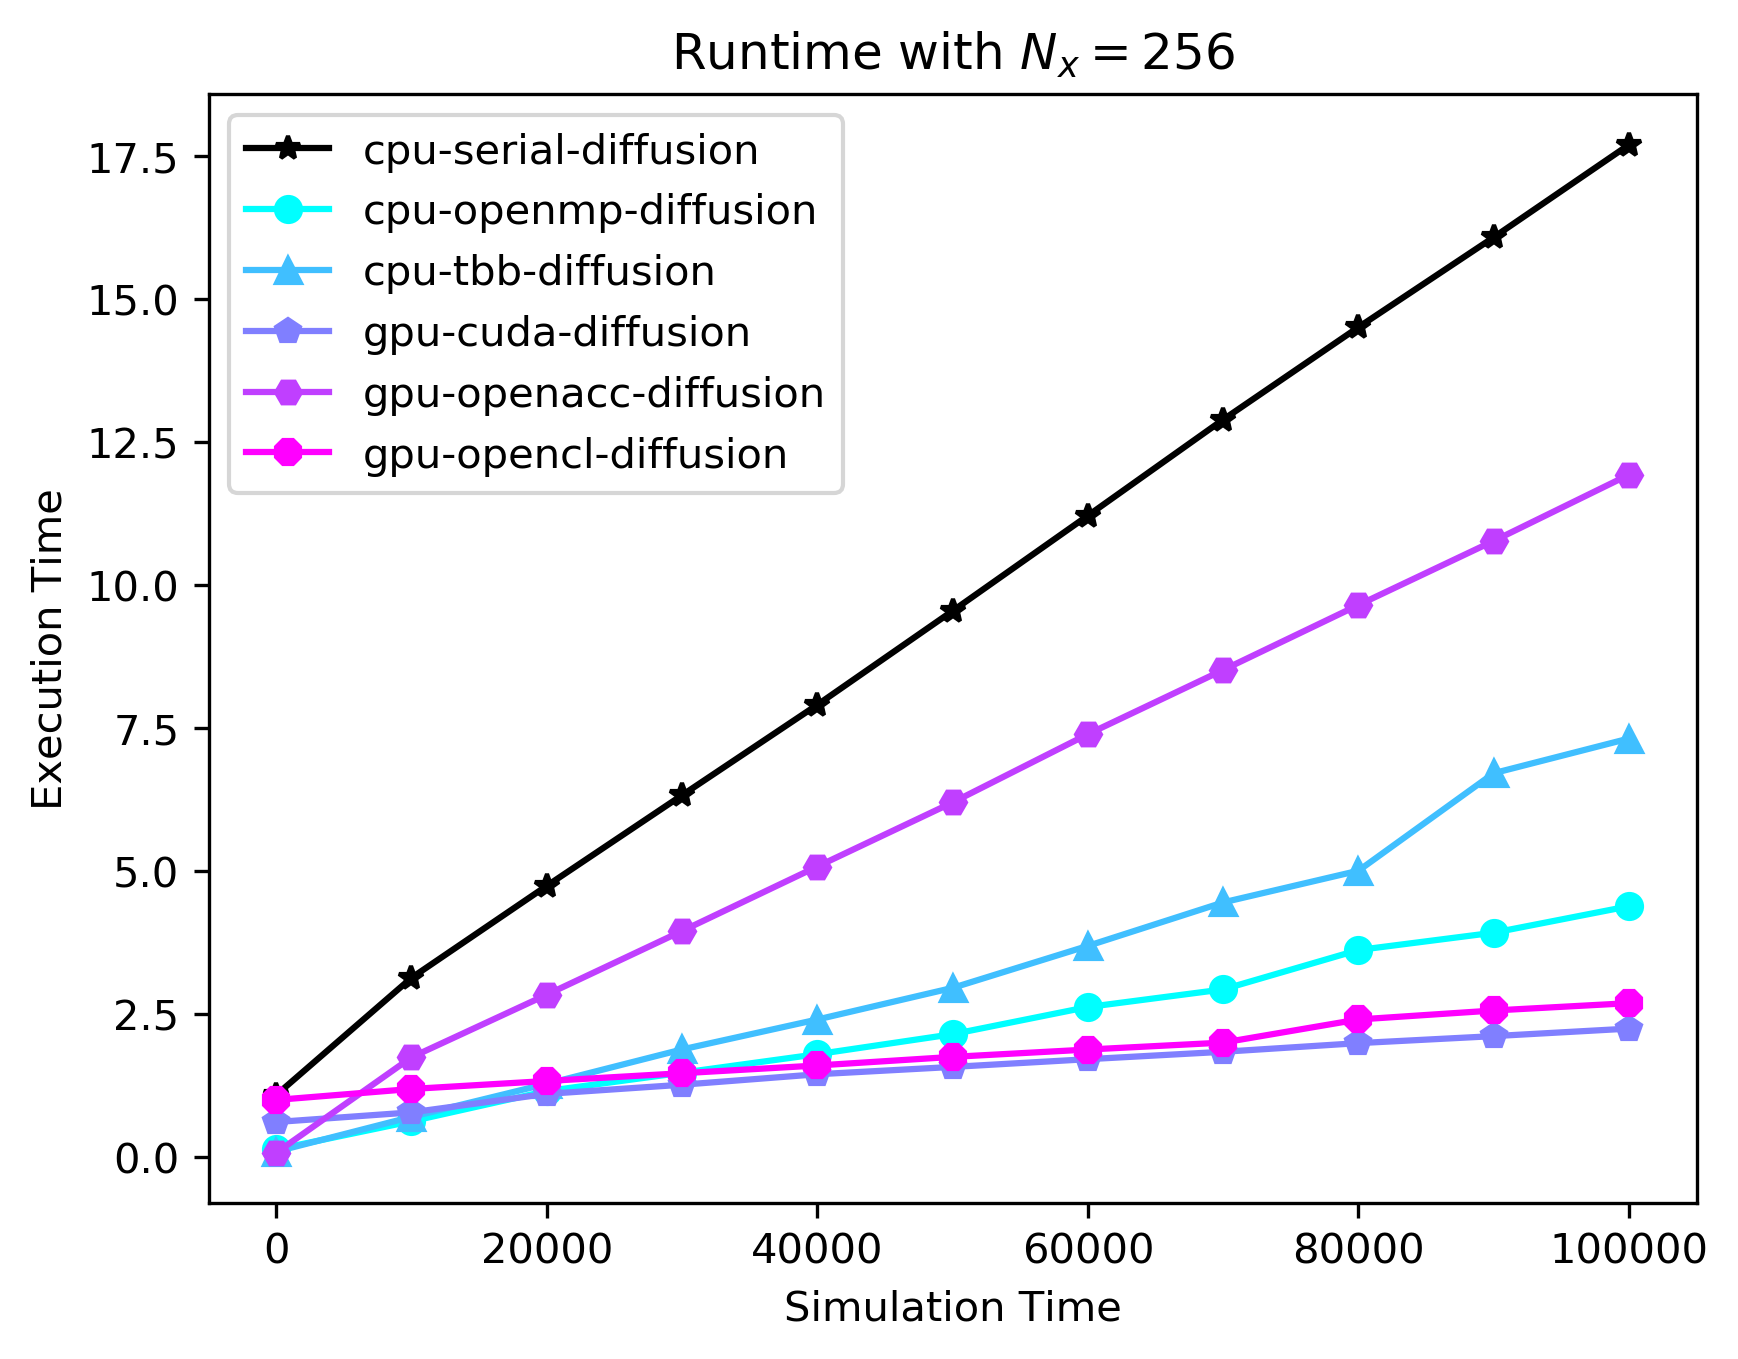 Runtime with Nx = 256
cpu-serial-diffusion
cpu-openmp-diffusion
cpu-tbb-diffusion
gpu-cuda-diffusion
gpu-openacc-diffusion
gpu-opencl-diffusion
17.5
15.0
12.5
10.0
7.5
5.0
2.5
0.0
Execution Time
0 20000 40000 60000 80000 100000
Simulation Time